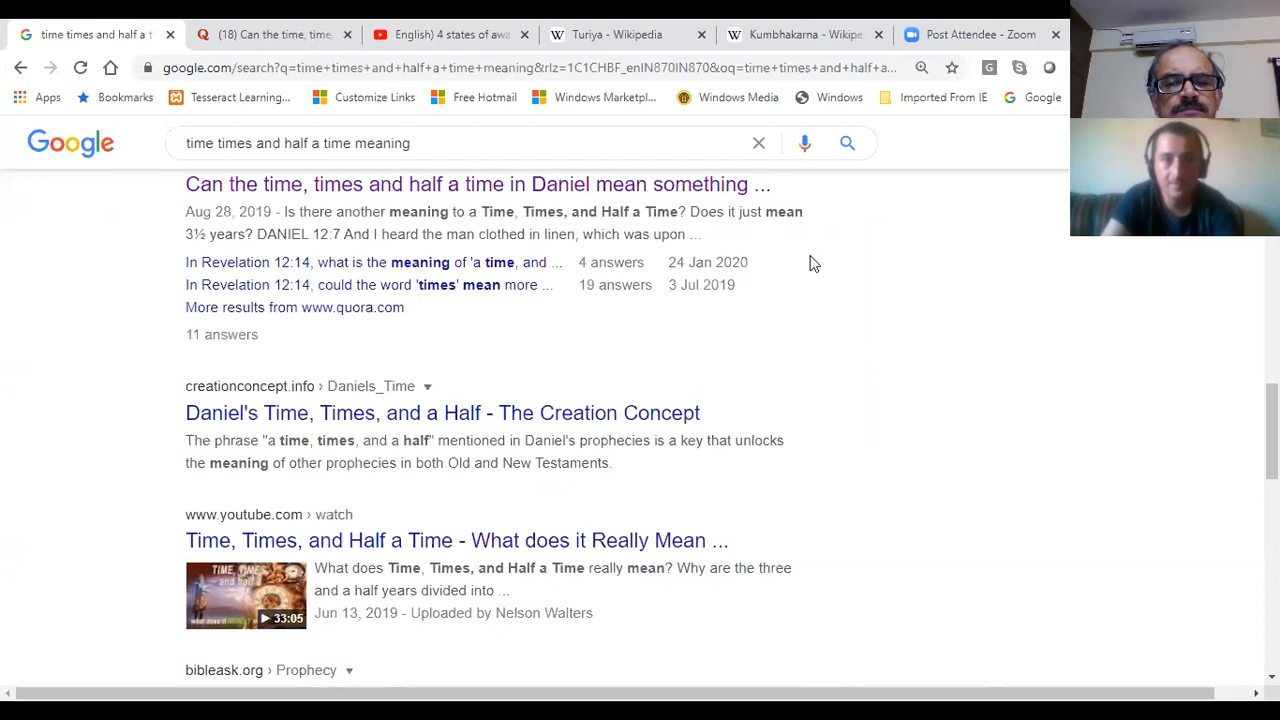 time times and half a t
(18) Can the time, time,
English) 4 states of awa
Turiya - Wikipedia
Kumbhakarna - Wikipe
Post Attendee - Zoom
google.com/search?q=time+times+and+half+a+time+meaning&rlz=1C1CHBF_enIN870IN870&oq=time+times+and+half+a...
Apps
Bookmarks
Tesseract Learning...
Customize Links
Free Hotmail
Windows Marketpl...
Windows Media
Windows
Imported From IE
Google
Google
time times and half a time meaning
Can the time, times and half a time in Daniel mean something ...
Aug 28, 2019 - Is there another meaning to a Time, Times, and Half a Time? Does it just mean
3½ years? DANIEL 12:7 And I heard the man clothed in linen, which was upon ...
In Revelation 12:14, what is the meaning of 'a time, and ... 4 answers 24 Jan 2020
In Revelation 12:14, could the word 'times' mean more ... 19 answers 3 Jul 2019
More results from www.quora.com
11 answers
creationconcept.info › Daniels_Time
Daniel's Time, Times, and a Half - The Creation Concept
The phrase "a time, times, and a half" mentioned in Daniel's prophecies is a key that unlocks
the meaning of other prophecies in both Old and New Testaments.
www.youtube.com › watch
Time, Times, and Half a Time - What does it Really Mean ...
TIME, TIMES,
and Half
33:05
What does Time, Times, and Half a Time really mean? Why are the three
and a half years divided into ...
Jun 13, 2019 - Uploaded by Nelson Walters
bibleask.org › Prophecy